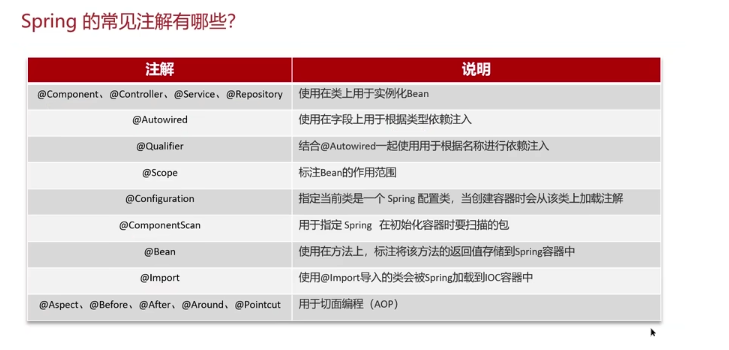 Spring 的常见注解有哪些?
注解 说明
@Component、@Controller、@Service、@Repository 使用在类上用于实例化Bean
@Autowired 使用在字段上用于根据类型依赖注入
@Qualifier 结合@Autowired一起使用用于根据名称进行依赖注入
@Scope 标注Bean的作用范围
@Configuration 指定当前类是一个 Spring 配置类，当创建容器时会从该类上加载注解
@ComponentScan 用于指定 Spring 在初始化容器时要扫描的包
@Bean 使用在方法上，标注将该方法的返回值存储到Spring容器中
@Import 使用@Import导入的类会被Spring加载到IOC容器中
@Aspect、@Before、@After、@Around、@Pointcut 用于切面编程（AOP）